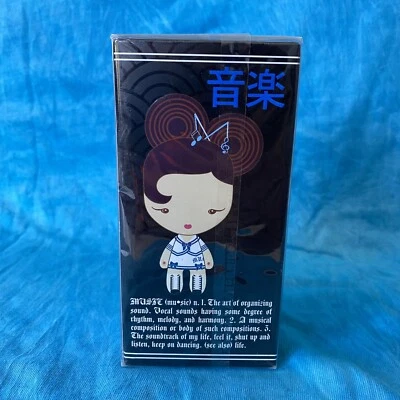 音楽
MUSIC (mu•sic) n. 1. The art of organizing
sound. Vocal sounds having some degree of
rhythm, melody, and harmony. 2. A musical
composition or body of such compositions. 3.
The soundtrack of my life, feel it, shut up and
listen, keep on dancing. (see also) life.